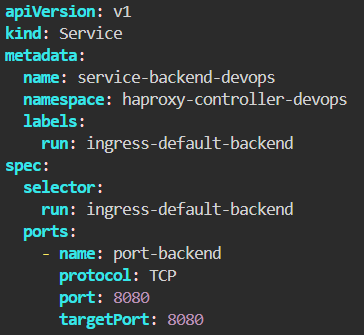 apiVersion: v1
kind: Service
metadata:
  name: service-backend-devops
  namespace: haproxy-controller-devops
  labels:
    run: ingress-default-backend
spec:
  selector:
    run: ingress-default-backend
  ports:
    - name: port-backend
      protocol: TCP
      port: 8080
      targetPort: 8080